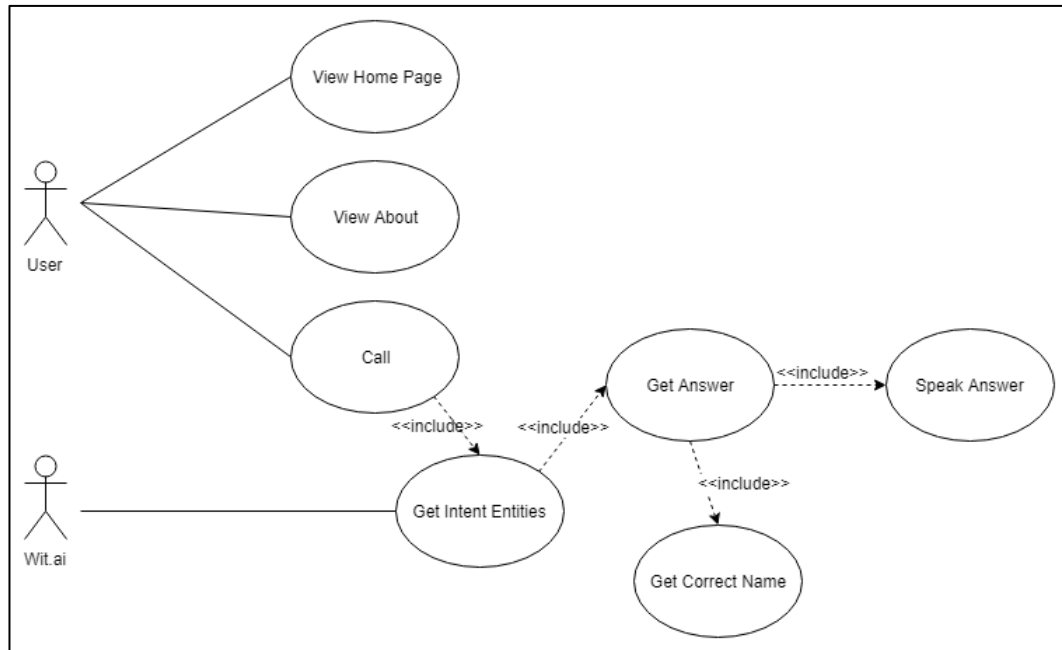 View Home Page
View About
User
Call
Get Answer
<<include>>
Speak Answer
<<include>>
<<include>>
Get Intent Entities
<<include>>
Wit.ai
Get Correct Name